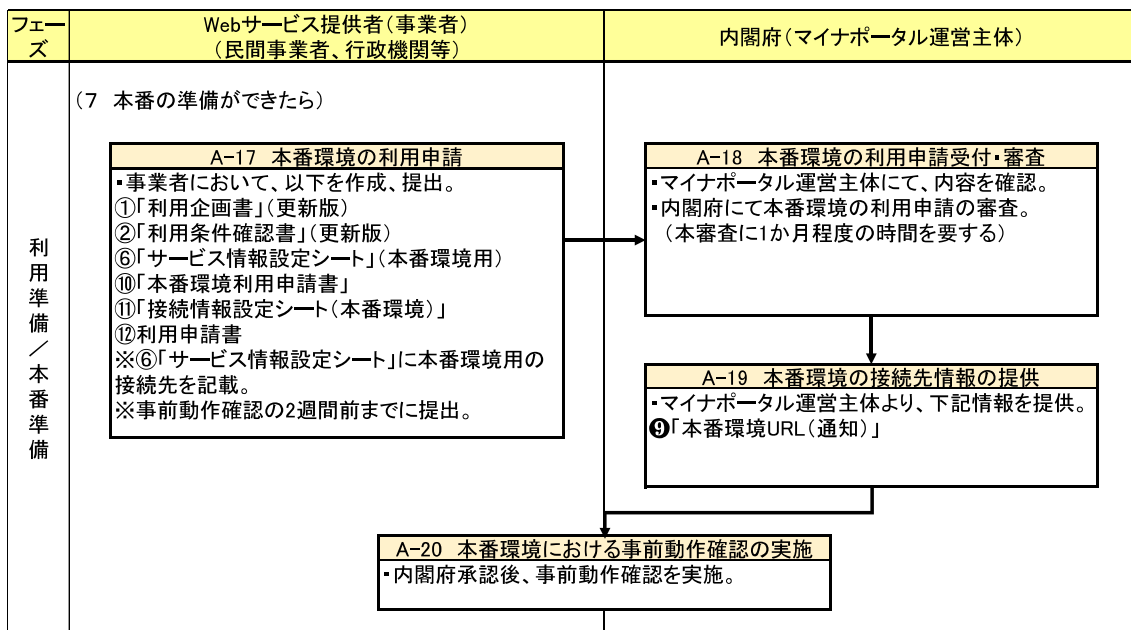 フェーズ
Webサービス提供者(事業者)
(民間事業者、行政機関等)
内閣府(マイナポータル運営主体)
利用準備／本番準備
(7 本番の準備ができたら)
A-17 本番環境の利用申請
・事業者において、以下を作成、提出。
①「利用企画書」(更新版)
②「利用条件確認書」(更新版)
⑥「サービス情報設定シート」(本番環境用)
⑩「本番環境利用申請書」
⑪「接続情報設定シート(本番環境)」
⑫利用申請書
※⑥「サービス情報設定シート」に本番環境用の
接続先を記載。
※事前動作確認の2週間前までに提出。
A-18 本番環境の利用申請受付・審査
・マイナポータル運営主体にて、内容を確認。
・内閣府にて本番環境の利用申請の審査。
(本審査に1か月程度の時間を要する)
A-19 本番環境の接続先情報の提供
・マイナポータル運営主体より、下記情報を提供。
❾「本番環境URL(通知)」
A-20 本番環境における事前動作確認の実施
・内閣府承認後、事前動作確認を実施。